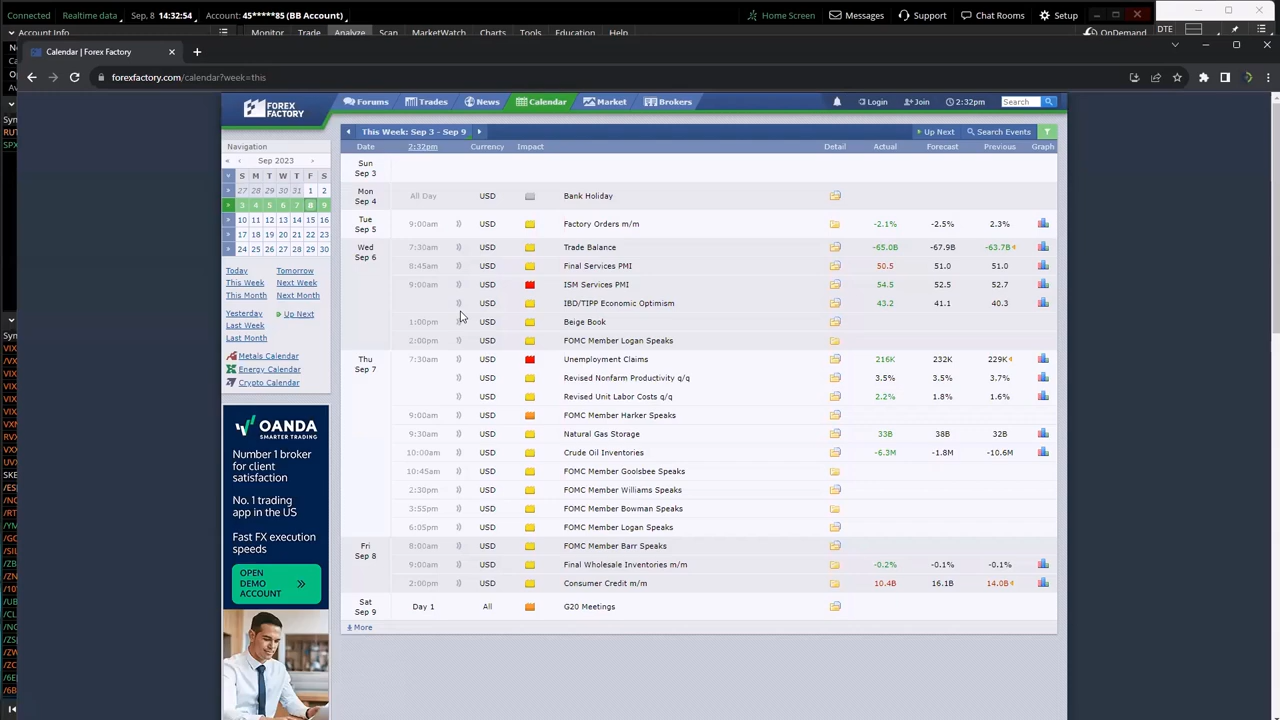 Connected Realtime data Sep, 8 14:32:54 Account: 45*****85 (BB Account) Home Screen Messages Support Chat Rooms Setup
Account Info Monitor Trade Analyze Scan MarketWatch Charts Tools Education Help OnDemand DTE
Calendar | Forex Factory
forexfactory.com/calendar?week=this
FOREX FACTORY Forums Trades News Calendar Market Brokers Login Join 2:32pm Search
Navigation
Sep 2023
S M T W T F S
27 28 29 30 31 1 2
3 4 5 6 7 8 9
10 11 12 13 14 15 16
17 18 19 20 21 22 23
24 25 26 27 28 29 30
Today Tomorrow
This Week Next Week
This Month Next Month
Yesterday Up Next
Last Week
Last Month
Metals Calendar
Energy Calendar
Crypto Calendar
OANDA
SMARTER TRADING
Number 1 broker
for client
satisfaction
No. 1 trading
app in the US
Fast FX execution
speeds
OPEN
DEMO
ACCOUNT
This Week: Sep 3 - Sep 9 Up Next Search Events
Date 2:32pm Currency Impact Detail Actual Forecast Previous Graph
Sun
Sep 3
Mon
Sep 4 All Day USD Bank Holiday
Tue
Sep 5 9:00am USD Factory Orders m/m -2.1% -2.5% 2.3%
Wed
Sep 6 7:30am USD Trade Balance -65.0B -67.9B -63.7B
8:45am USD Final Services PMI 50.5 51.0 51.0
9:00am USD ISM Services PMI 54.5 52.5 52.7
USD IBD/TIPP Economic Optimism 43.2 41.1 40.3
1:00pm USD Beige Book
2:00pm USD FOMC Member Logan Speaks
Thu
Sep 7 7:30am USD Unemployment Claims 216K 232K 229K
USD Revised Nonfarm Productivity q/q 3.5% 3.5% 3.7%
USD Revised Unit Labor Costs q/q 2.2% 1.8% 1.6%
9:00am USD FOMC Member Harker Speaks
9:30am USD Natural Gas Storage 33B 38B 32B
10:00am USD Crude Oil Inventories -6.3M -1.8M -10.6M
10:45am USD FOMC Member Goolsbee Speaks
2:30pm USD FOMC Member Williams Speaks
3:55pm USD FOMC Member Bowman Speaks
6:05pm USD FOMC Member Logan Speaks
Fri
Sep 8 8:00am USD FOMC Member Barr Speaks
9:00am USD Final Wholesale Inventories m/m -0.2% -0.1% -0.1%
2:00pm USD Consumer Credit m/m 10.4B 16.1B 14.0B
Sat
Sep 9 Day 1 All G20 Meetings
More